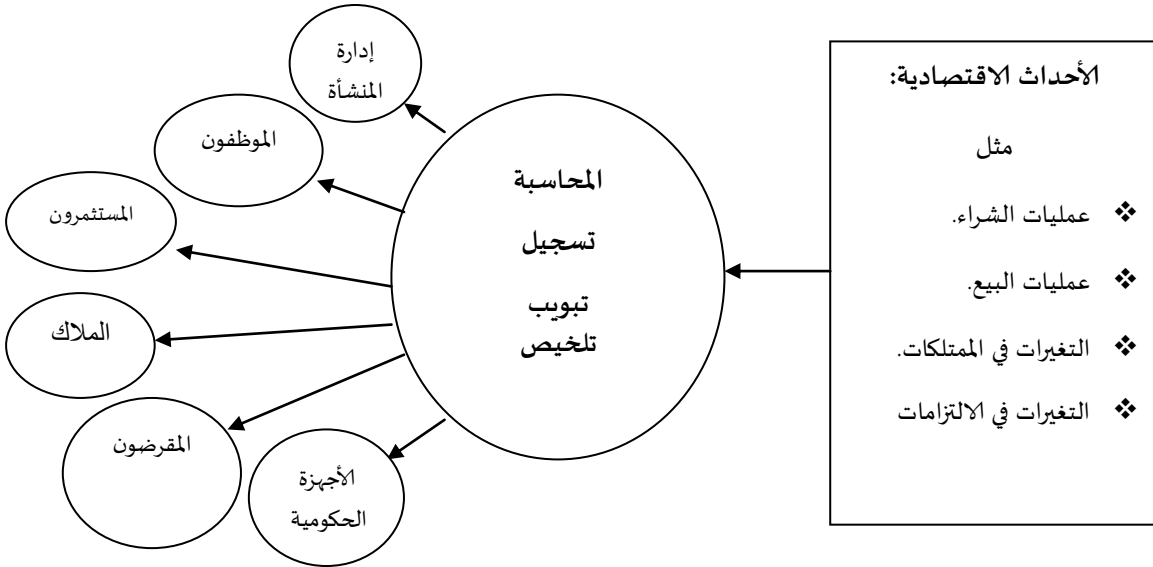 الأحداث الاقتصادية:
مثل
❖ عمليات الشراء.
❖ عمليات البيع.
❖ التغيرات في الممتلكات.
❖ التغيرات في الالتزامات
المحاسبة
تسجيل
تبويب
تلخيص
إدارة
المنشأة
الموظفون
المستثمرون
الملاك
المقرضون
الأجهزة
الحكومية